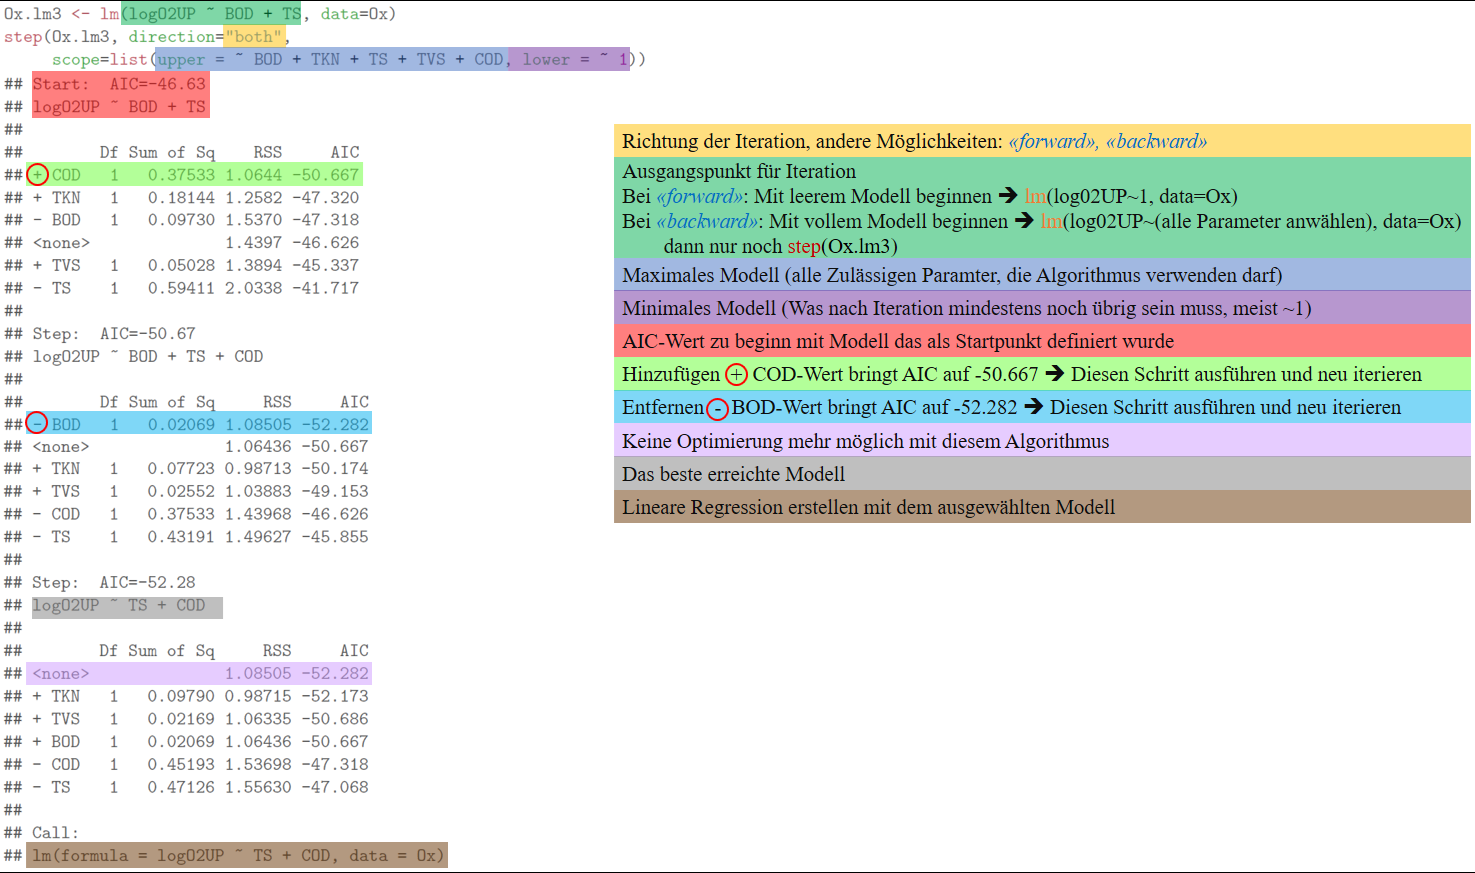 Ox.lm3 <- lm(logO2UP ~ BOD + TS, data=Ox)
step(Ox.lm3, direction="both",
scope=list(upper = ~ BOD + TKN + TS + TVS + COD, lower = ~ 1))
## Start:  AIC=-46.63
## logO2UP ~ BOD + TS
##
##        Df Sum of Sq    RSS     AIC
## + COD   1   0.37533 1.0644 -50.667
## + TKN   1   0.18144 1.2582 -47.320
## - BOD   1   0.09730 1.5370 -47.318
## <none>              1.4397 -46.626
## + TVS   1   0.05028 1.3894 -45.337
## - TS    1   0.59411 2.0338 -41.717
##
## Step:  AIC=-50.67
## logO2UP ~ BOD + TS + COD
##
##        Df Sum of Sq     RSS     AIC
## - BOD   1   0.02069 1.08505 -52.282
## <none>              1.06436 -50.667
## + TKN   1   0.07723 0.98713 -50.174
## + TVS   1   0.02552 1.03883 -49.153
## - COD   1   0.37533 1.43968 -46.626
## - TS    1   0.43191 1.49627 -45.855
##
## Step:  AIC=-52.28
## logO2UP ~ TS + COD
##
##        Df Sum of Sq     RSS     AIC
## <none>              1.08505 -52.282
## + TKN   1   0.09790 0.98715 -52.173
## + TVS   1   0.02169 1.06335 -50.686
## + BOD   1   0.02069 1.06436 -50.667
## - COD   1   0.45193 1.53698 -47.318
## - TS    1   0.47126 1.55630 -47.068
##
## Call:
## lm(formula = logO2UP ~ TS + COD, data = Ox)
Richtung der Iteration, andere Möglichkeiten: «forward», «backward»
Ausgangspunkt für Iteration
Bei «forward»: Mit leerem Modell beginnen ➔ lm(log02UP~1, data=Ox)
Bei «backward»: Mit vollem Modell beginnen ➔ lm(log02UP~(alle Parameter anwählen), data=Ox)
dann nur noch step(Ox.lm3)
Maximales Modell (alle Zulässigen Paramter, die Algorithmus verwenden darf)
Minimales Modell (Was nach Iteration mindestens noch übrig sein muss, meist ~1)
AIC-Wert zu beginn mit Modell das als Startpunkt definiert wurde
Hinzufügen + COD-Wert bringt AIC auf -50.667 ➔ Diesen Schritt ausführen und neu iterieren
Entfernen - BOD-Wert bringt AIC auf -52.282 ➔ Diesen Schritt ausführen und neu iterieren
Keine Optimierung mehr möglich mit diesem Algorithmus
Das beste erreichte Modell
Lineare Regression erstellen mit dem ausgewählten Modell